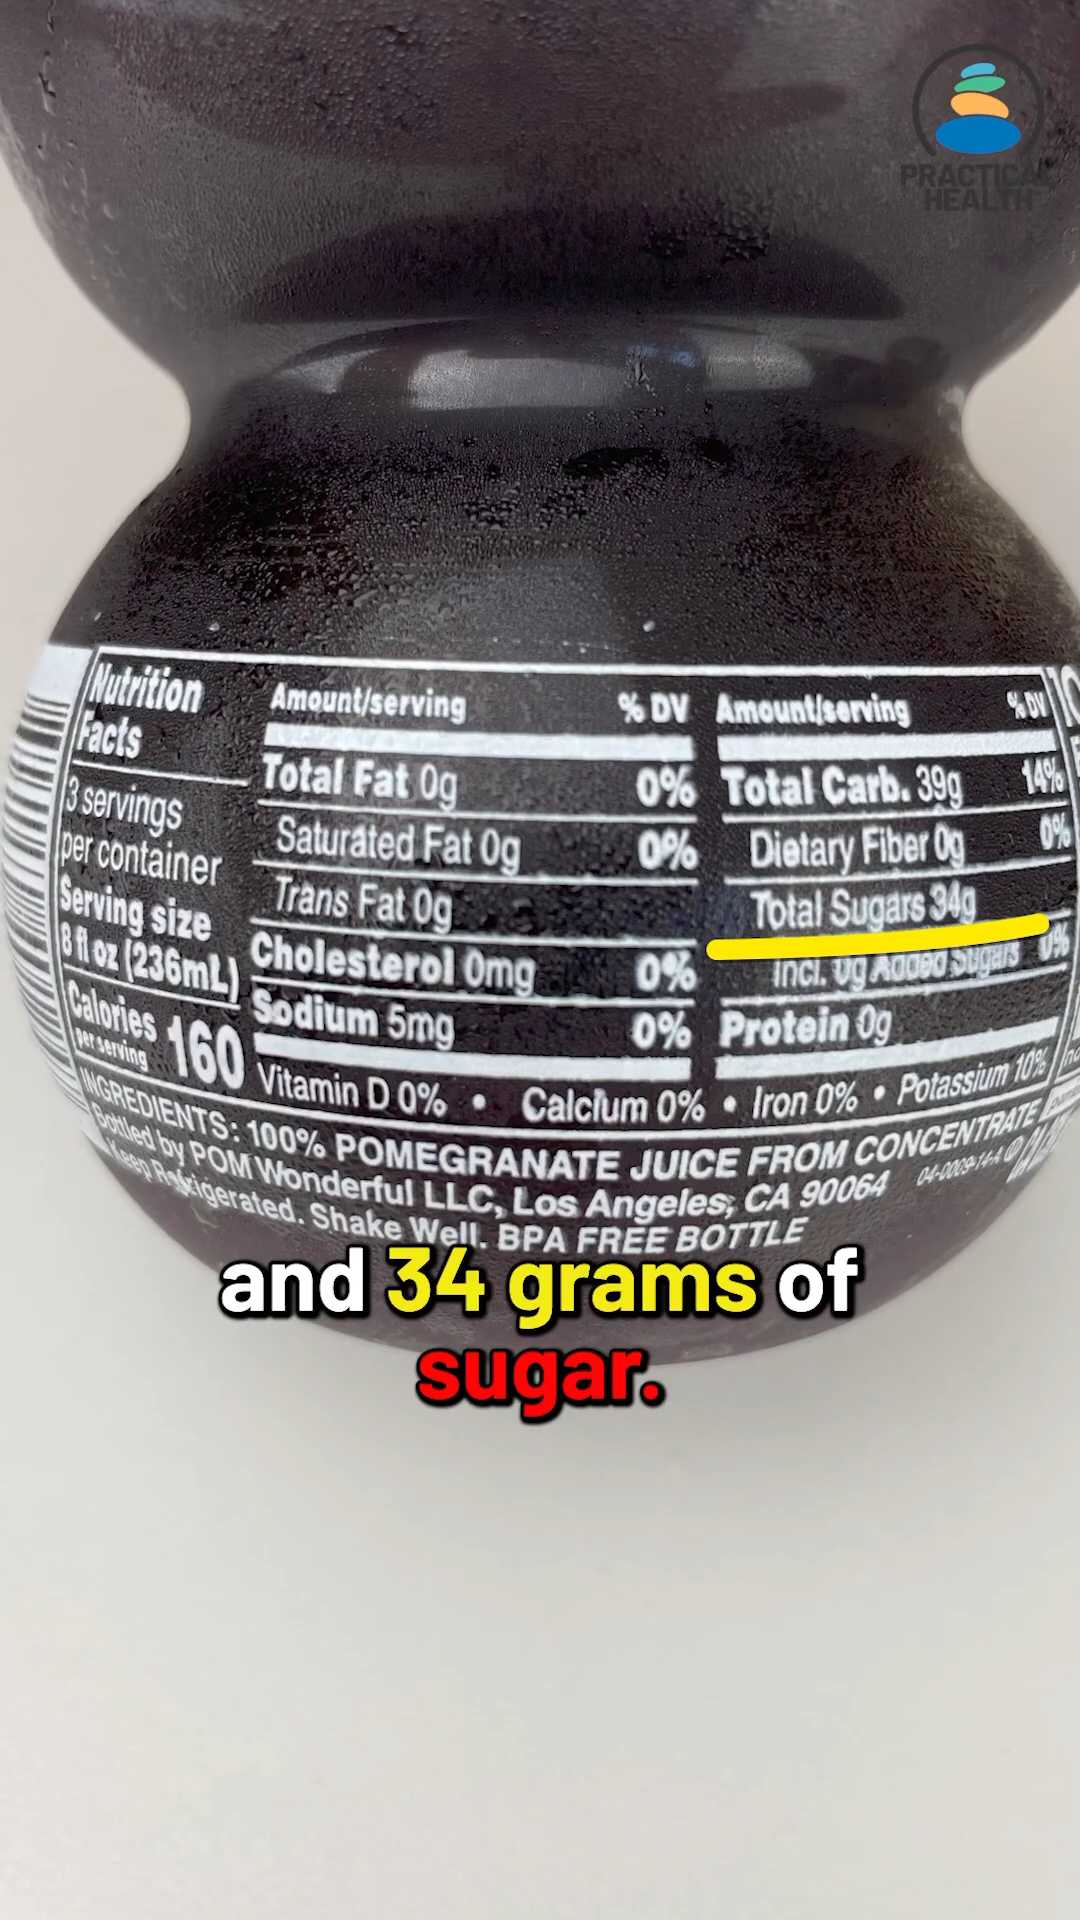 PRACTICAL
HEALTH
Nutrition
Facts
3 servings
per container
Serving size
8 fl oz (236mL)
Calories 160
per serving
Amount/serving % DV
Total Fat 0g 0%
Saturated Fat 0g 0%
Trans Fat 0g
Cholesterol 0mg 0%
Sodium 5mg 0%
Amount/serving % DV
Total Carb. 39g 14%
Dietary Fiber 0g 0%
Total Sugars 34g
Incl. 0g Added Sugars 0%
Protein 0g
Vitamin D 0% • Calcium 0% • Iron 0% • Potassium 10%
INGREDIENTS: 100% POMEGRANATE JUICE FROM CONCENTRATE
Bottled by POM Wonderful LLC, Los Angeles, CA 90064
04-0009-14-A
Keep Refrigerated. Shake Well. BPA FREE BOTTLE
and 34 grams of
sugar.